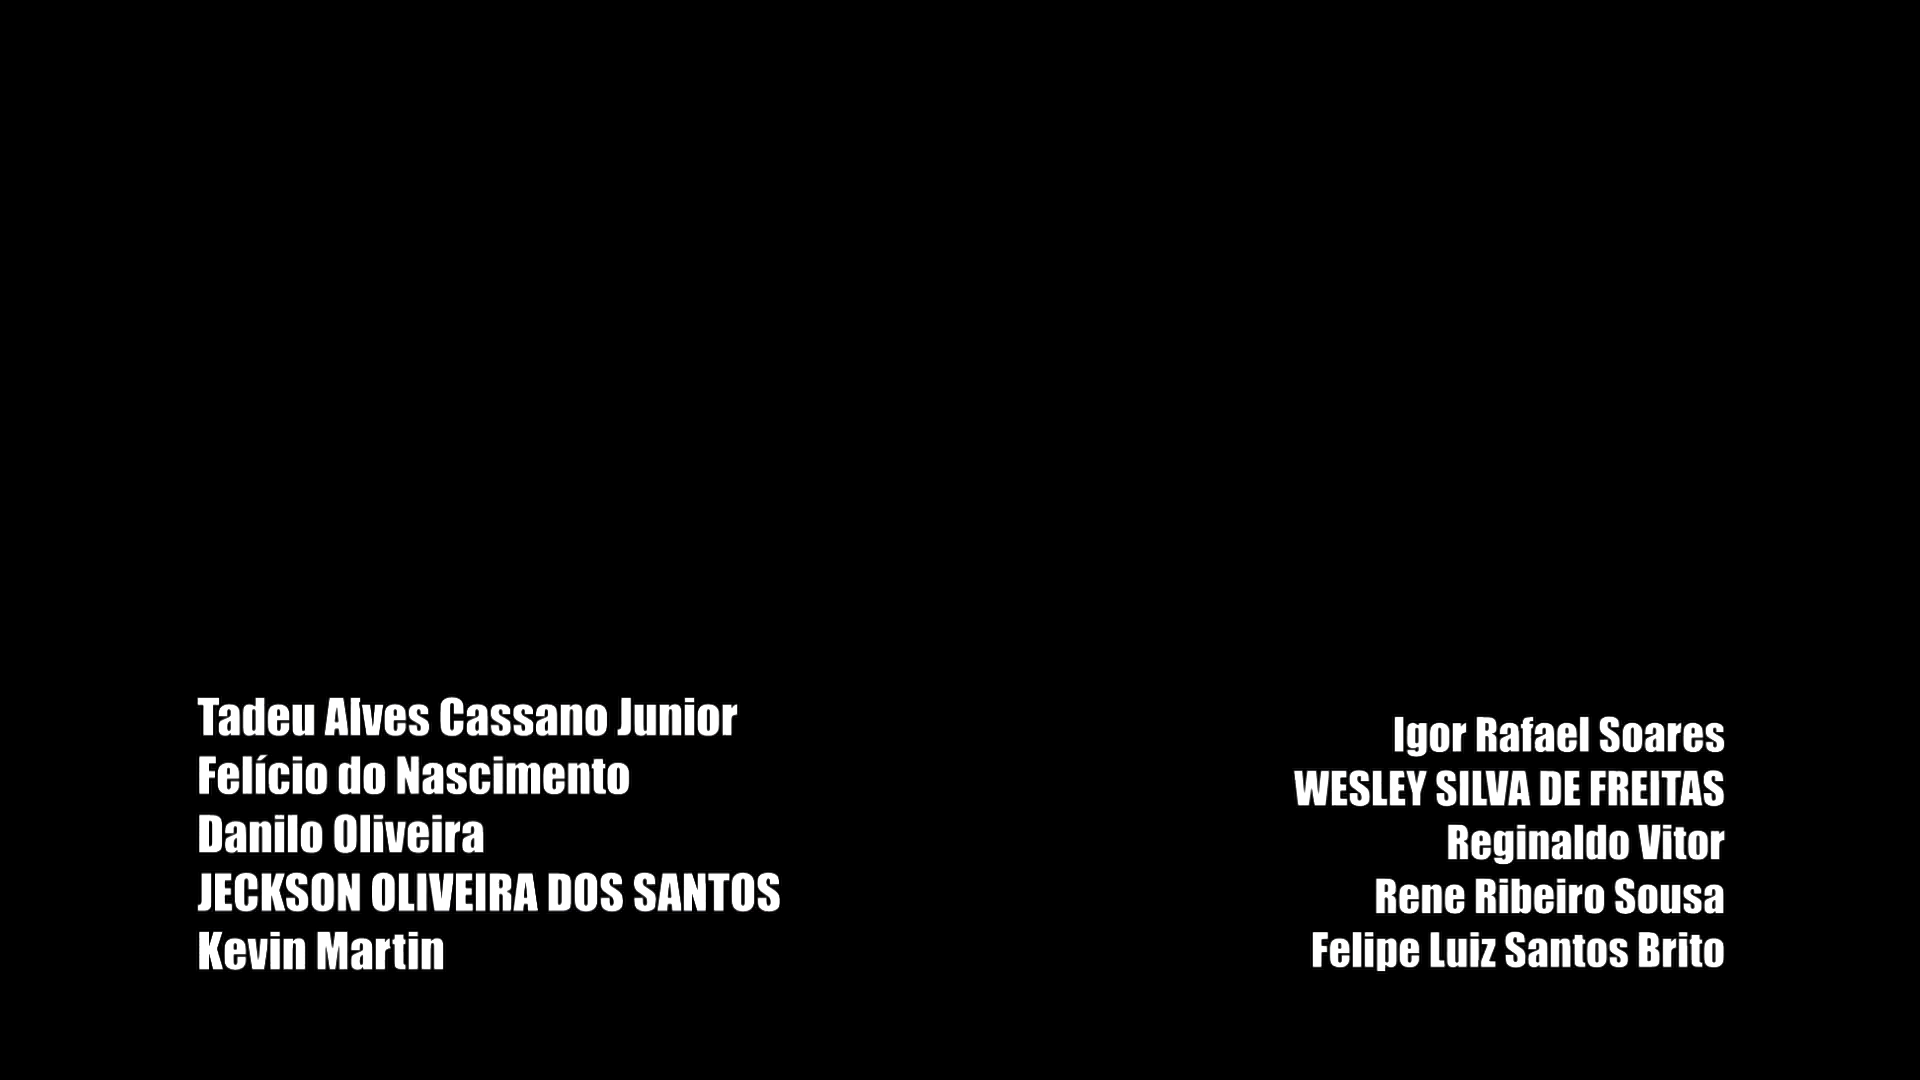 Tadeu Alves Cassano Junior
Felício do Nascimento
Danilo Oliveira
JECKSON OLIVEIRA DOS SANTOS
Kevin Martin
Igor Rafael Soares
WESLEY SILVA DE FREITAS
Reginaldo Vitor
Rene Ribeiro Sousa
Felipe Luiz Santos Brito